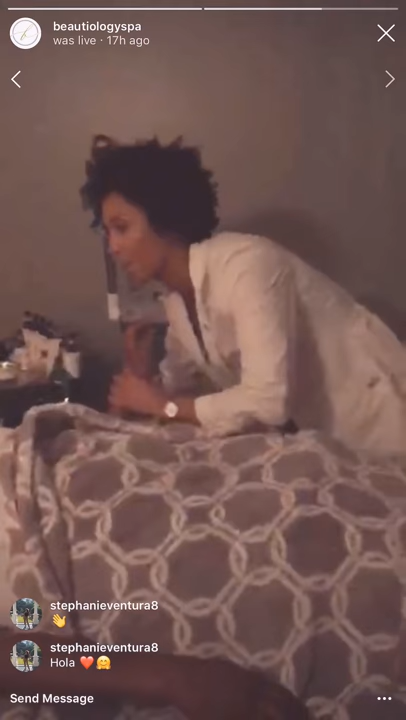 beautiologyspa
was live · 17h ago
stephanieventura8
👋
stephanieventura8
Hola ❤️🤗
Send Message